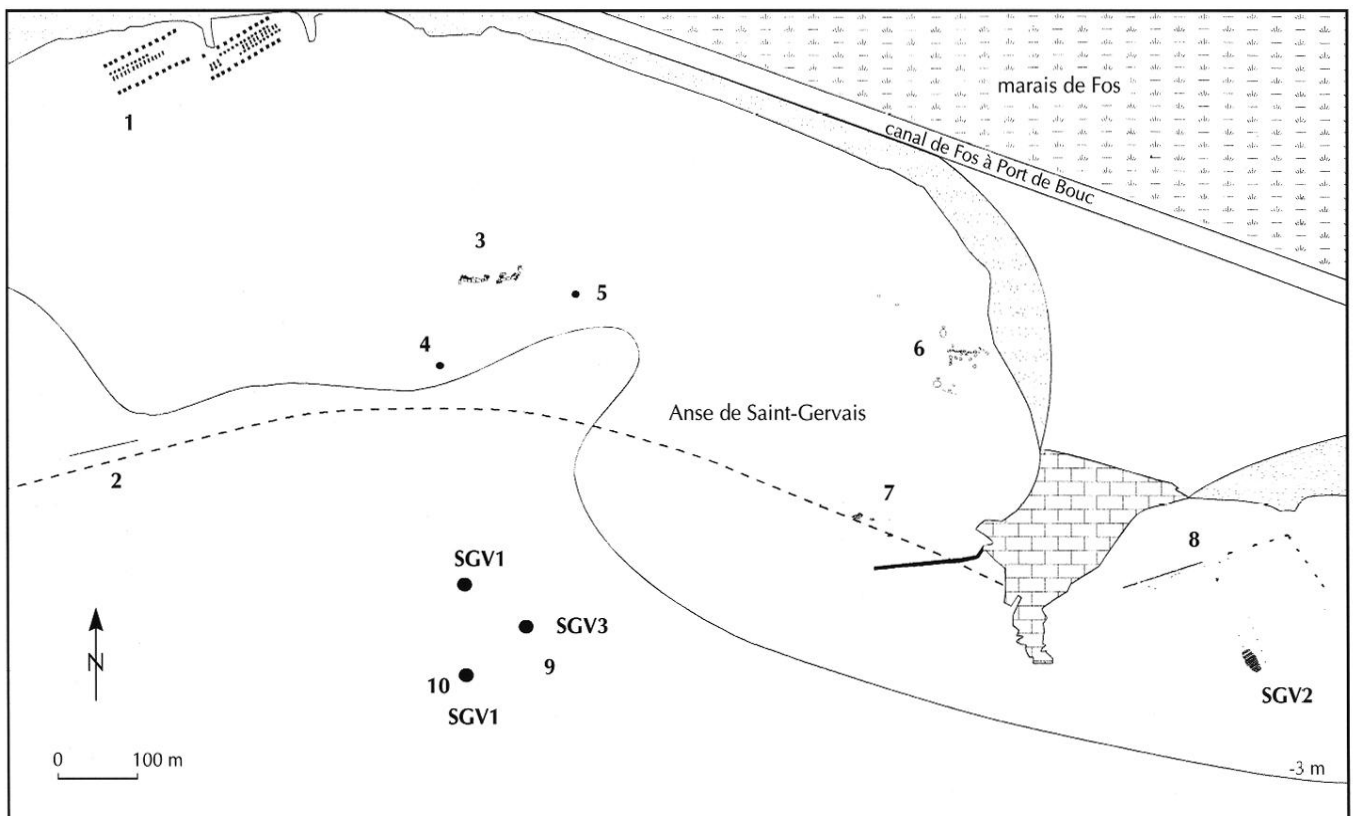 marais de Fos
canal de Fos à Port de Bouc
1
3
5
4
6
Anse de Saint-Gervais
2
7
8
SGV1
SGV3
9
10
SGV1
SGV2
N
0 100 m
-3 m